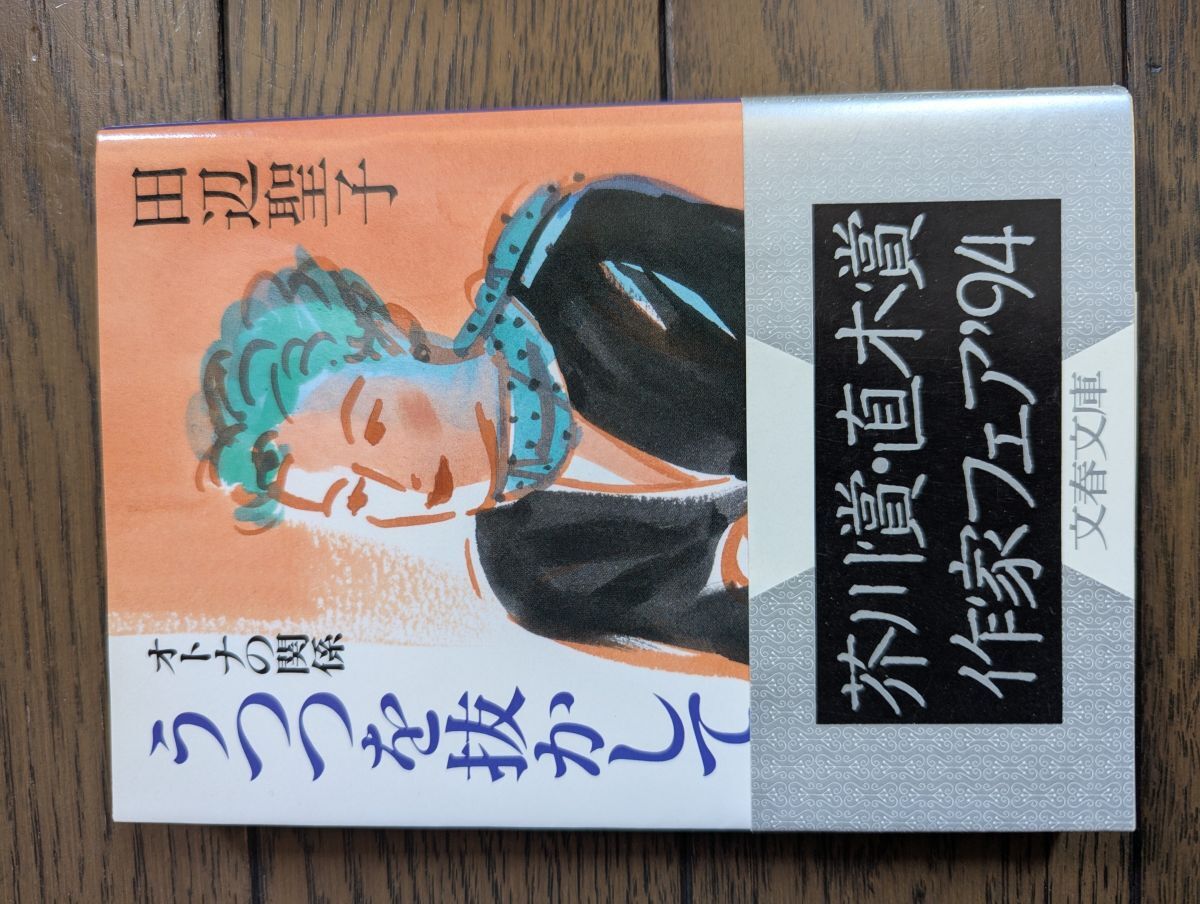 オトナの関係
うつつを抜かして
田辺聖子
芥川賞・直木賞
作家フェア'94
文春文庫